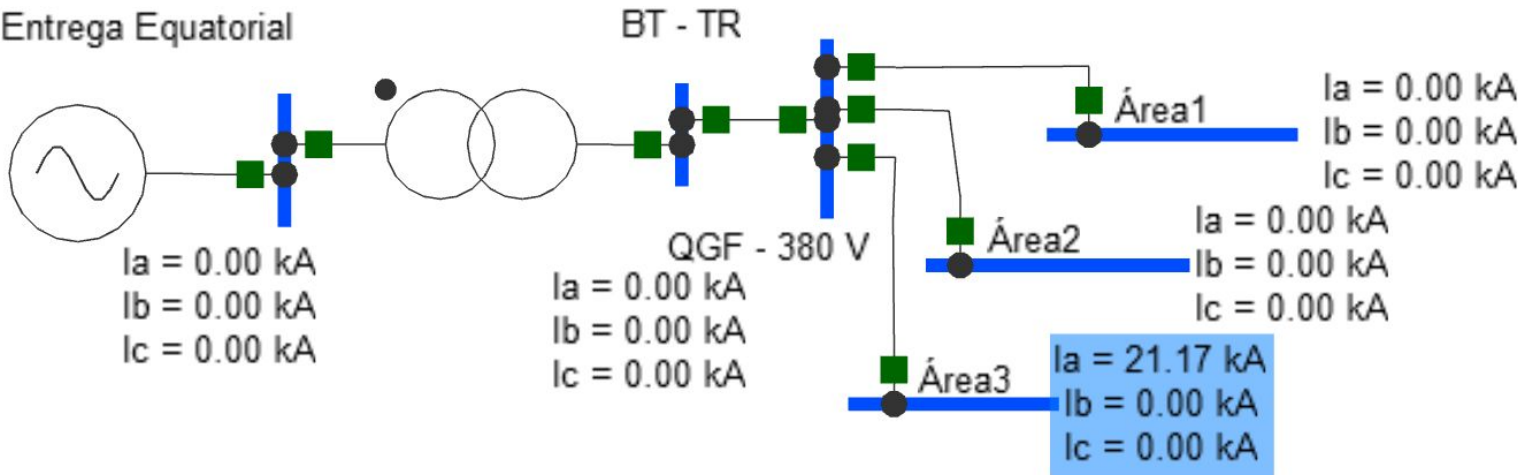 Entrega Equatorial
BT - TR
Ia = 0.00 kA
Ib = 0.00 kA
Ic = 0.00 kA
QGF - 380 V
Ia = 0.00 kA
Ib = 0.00 kA
Ic = 0.00 kA
Área1
Ia = 0.00 kA
Ib = 0.00 kA
Ic = 0.00 kA
Área2
Ia = 0.00 kA
Ib = 0.00 kA
Ic = 0.00 kA
Área3
Ia = 21.17 kA
Ib = 0.00 kA
Ic = 0.00 kA